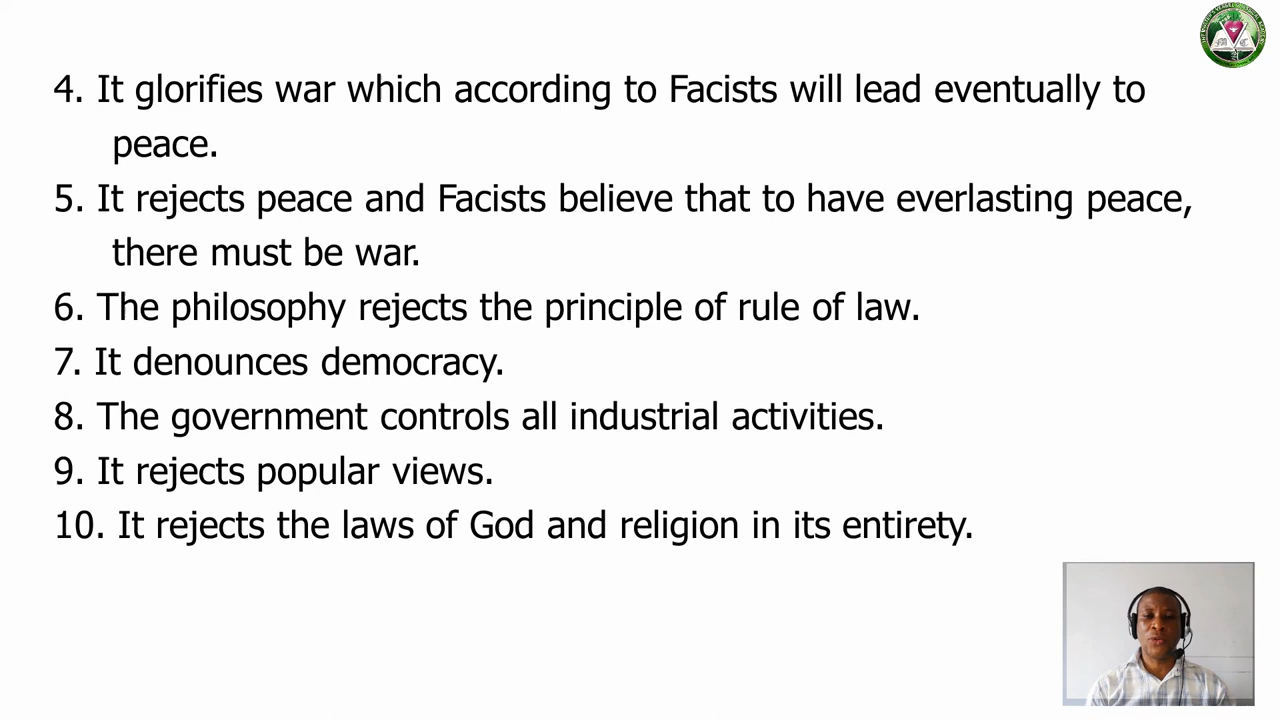 4. It glorifies war which according to Facists will lead eventually to
peace.
5. It rejects peace and Facists believe that to have everlasting peace,
there must be war.
6. The philosophy rejects the principle of rule of law.
7. It denounces democracy.
8. The government controls all industrial activities.
9. It rejects popular views.
10. It rejects the laws of God and religion in its entirety.